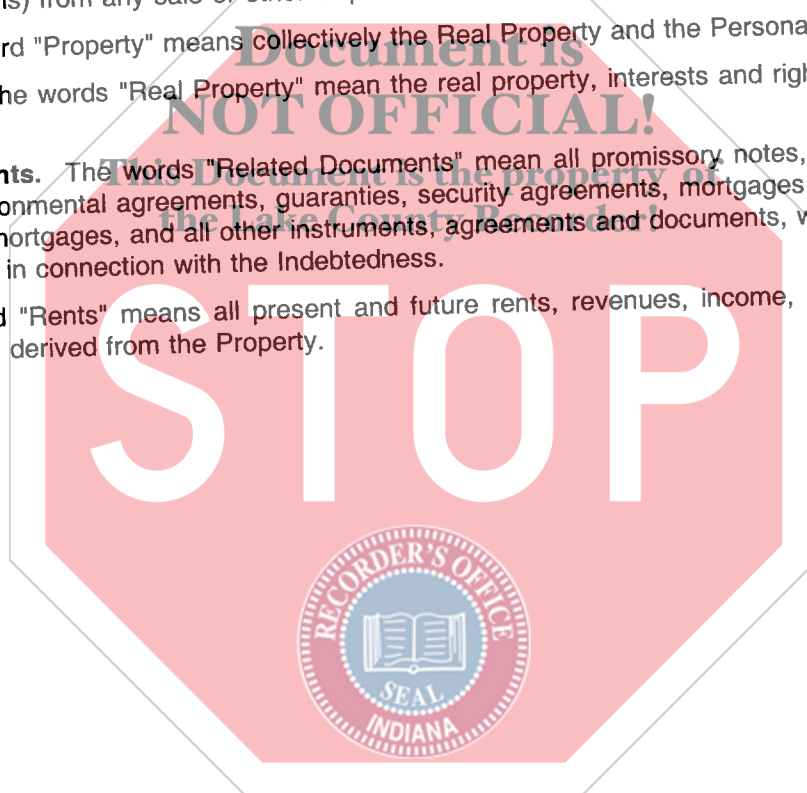 from any sale or other
rd "Property" means collectively the Real Property and the Persona
he words "Real Property" mean the real property, interests and righ
nts. The words "Related Documents" mean all promissory notes,
onmental agreements, guaranties, security agreements, mortgages
nortgages, and all other instruments, agreements and documents, w
in connection with the Indebtedness.
d "Rents" means all present and future rents, revenues, income,
derived from the Property.
Document is
NOT OFFICIAL!
This Document is the property of
the Lake County Recorder!
STOP
RECORDER'S OFFICE
SEAL
INDIANA